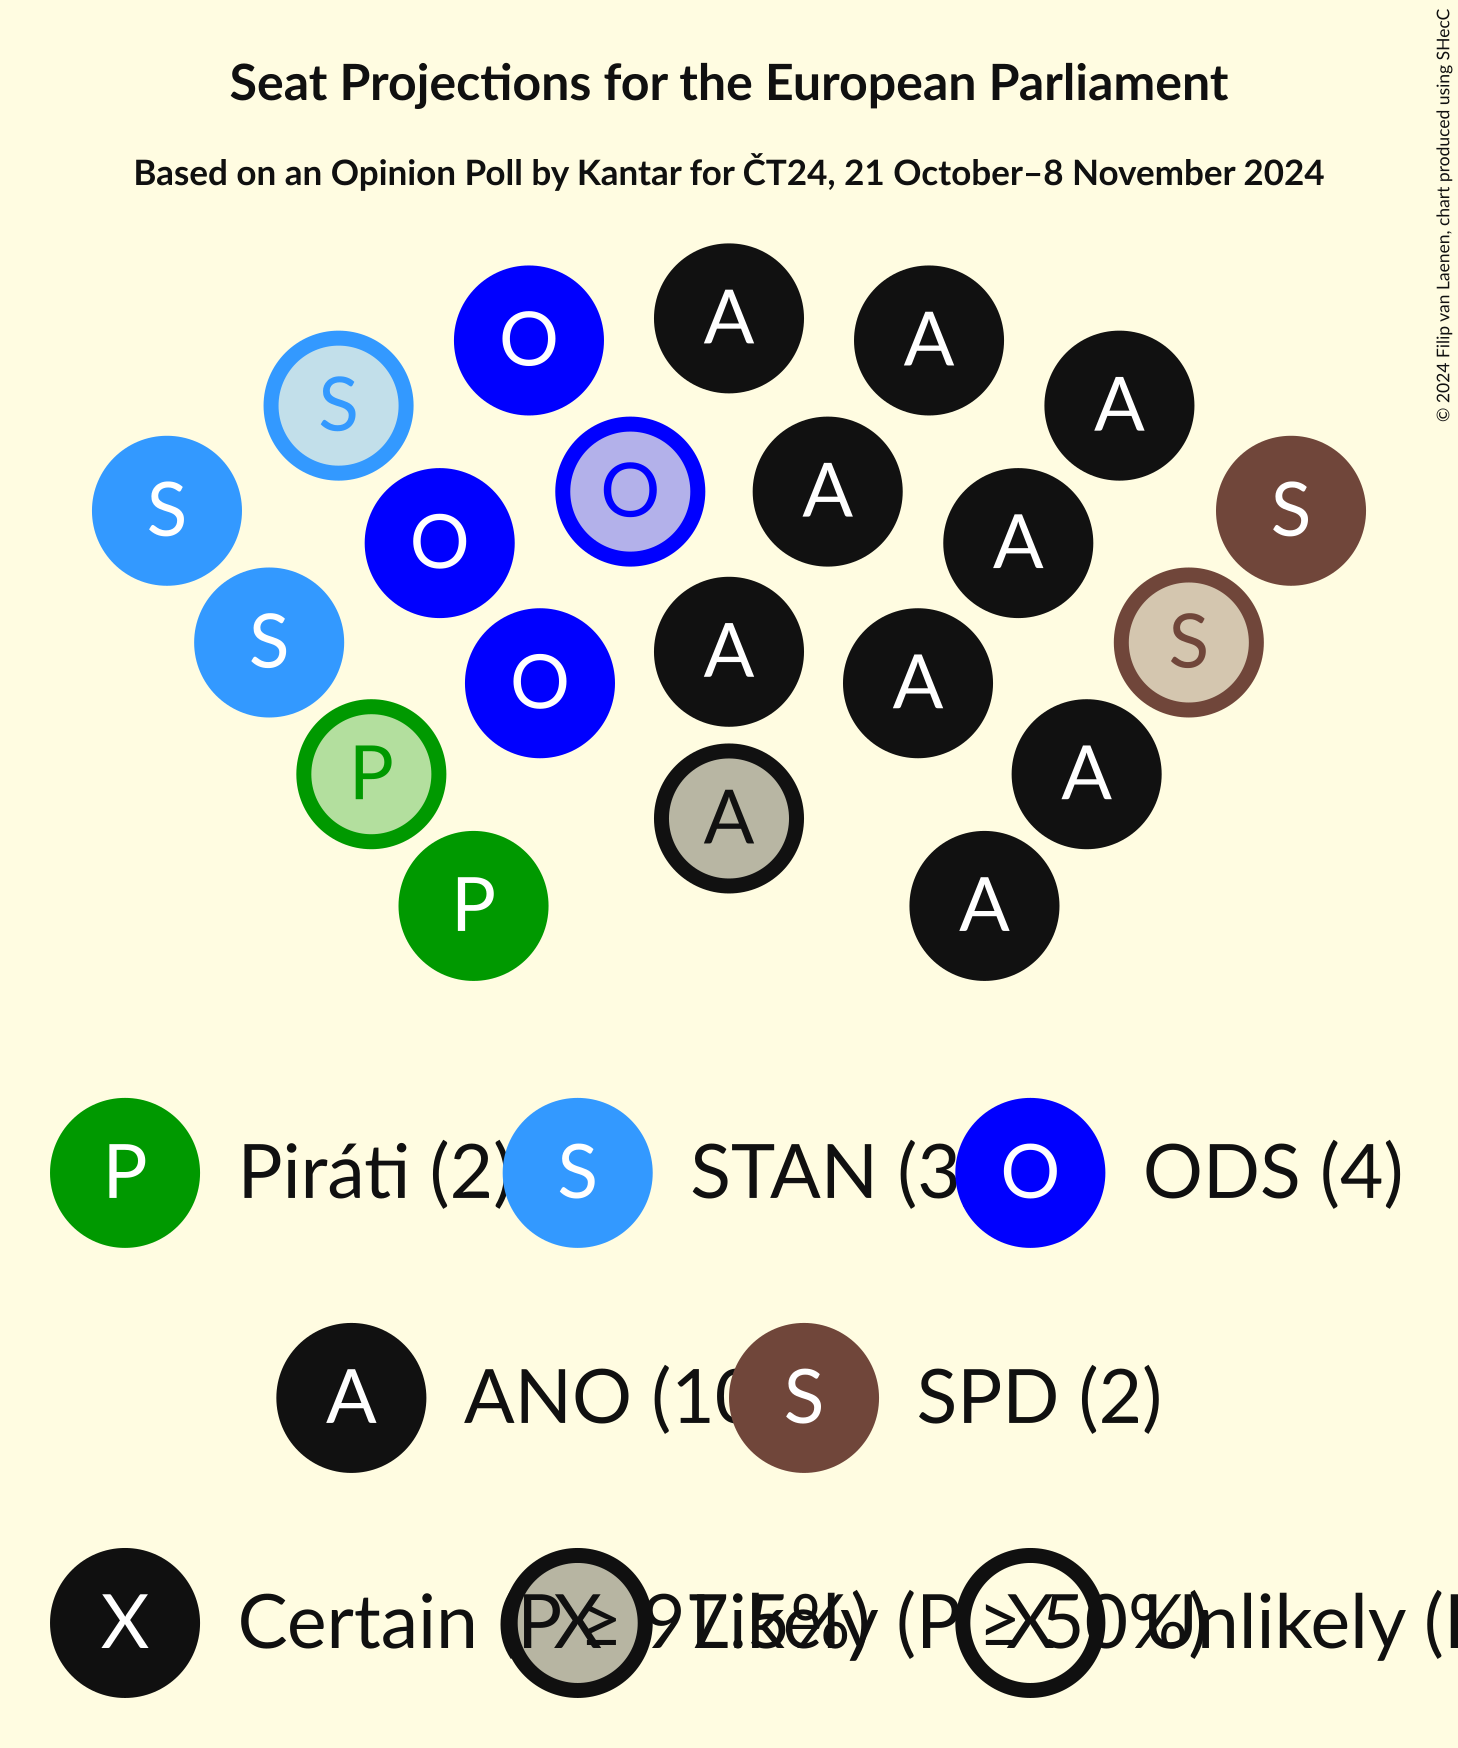 Seat Projections for the European Parliament
Based on an Opinion Poll by Kantar for ČT24, 21 October–8 November 2024
© 2024 Filip van Laenen, chart produced using SHecC
A
O A
S A
S O A S
O A
S O A A S
P A A
P A
P Piráti (2) S STAN (3 O ODS (4)
A ANO (10 S SPD (2)
X Certain (P ≥ 97.5%) X Likely (P ≥ 50%) X Unlikely (